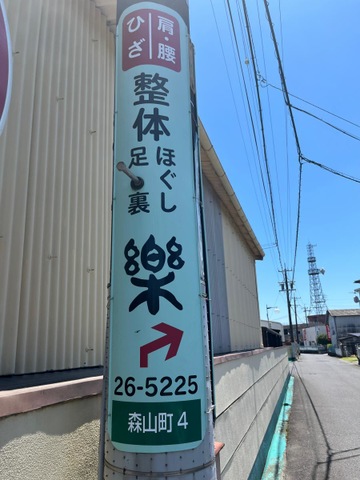 肩・腰
ひざ
整体
足裏
ほぐし
樂
26-5225
森山町4